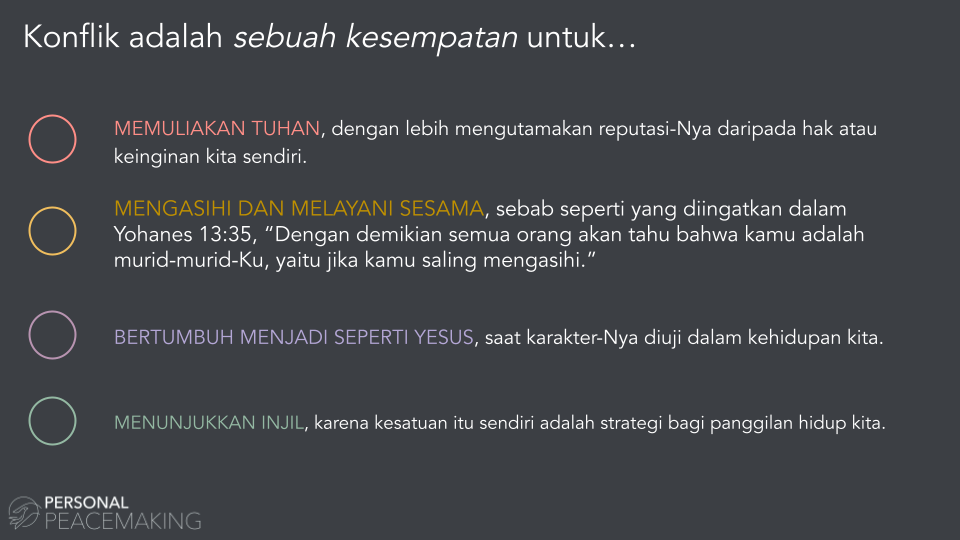 Konflik adalah sebuah kesempatan untuk…
MEMULIAKAN TUHAN, dengan lebih mengutamakan reputasi-Nya daripada hak atau
keinginan kita sendiri.
MENGASIHI DAN MELAYANI SESAMA, sebab seperti yang diingatkan dalam
Yohanes 13:35, “Dengan demikian semua orang akan tahu bahwa kamu adalah
murid-murid-Ku, yaitu jika kamu saling mengasihi.”
BERTUMBUH MENJADI SEPERTI YESUS, saat karakter-Nya diuji dalam kehidupan kita.
MENUNJUKKAN INJIL, karena kesatuan itu sendiri adalah strategi bagi panggilan hidup kita.
PERSONAL
PEACEMAKING